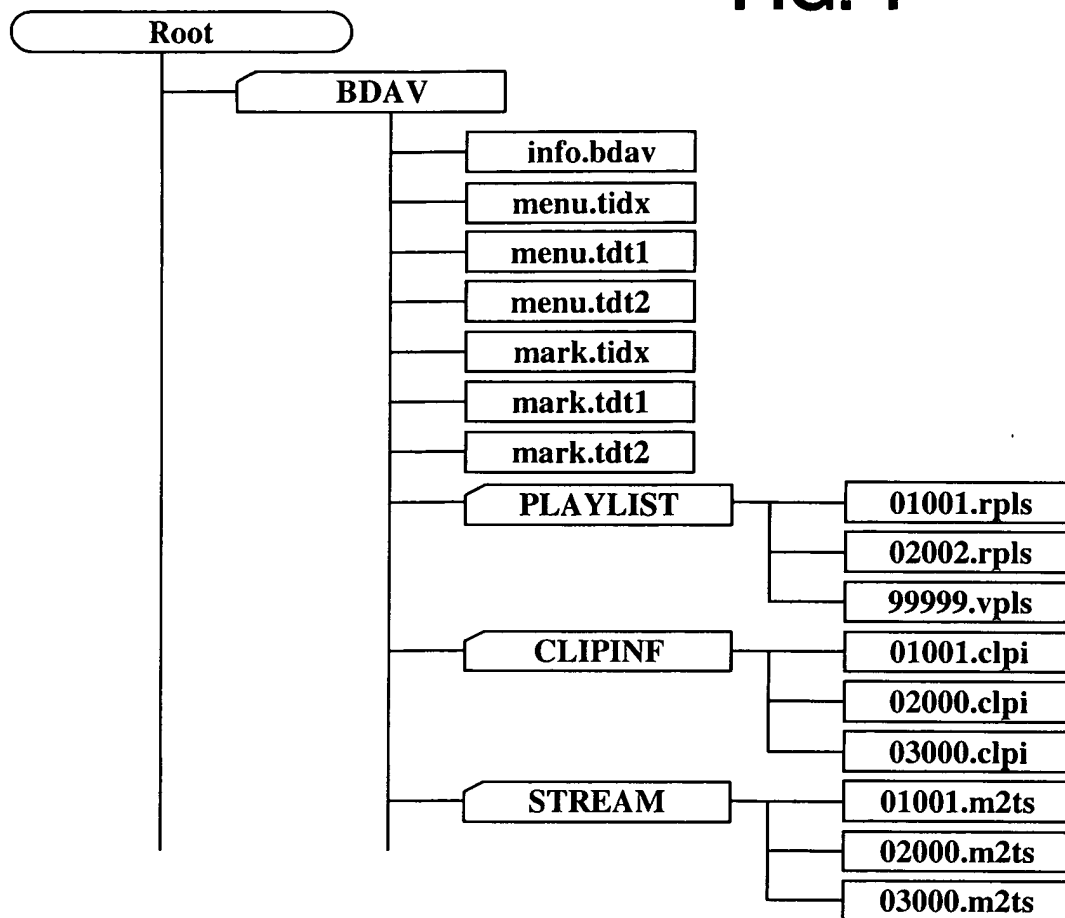 Root
BDAV
info.bdav
menu.tidx
menu.tdt1
menu.tdt2
mark.tidx
mark.tdt1
mark.tdt2
PLAYLIST
01001.rpls
02002.rpls
99999.vpls
CLIPINF
01001.clpi
02000.clpi
03000.clpi
STREAM
01001.m2ts
02000.m2ts
03000.m2ts